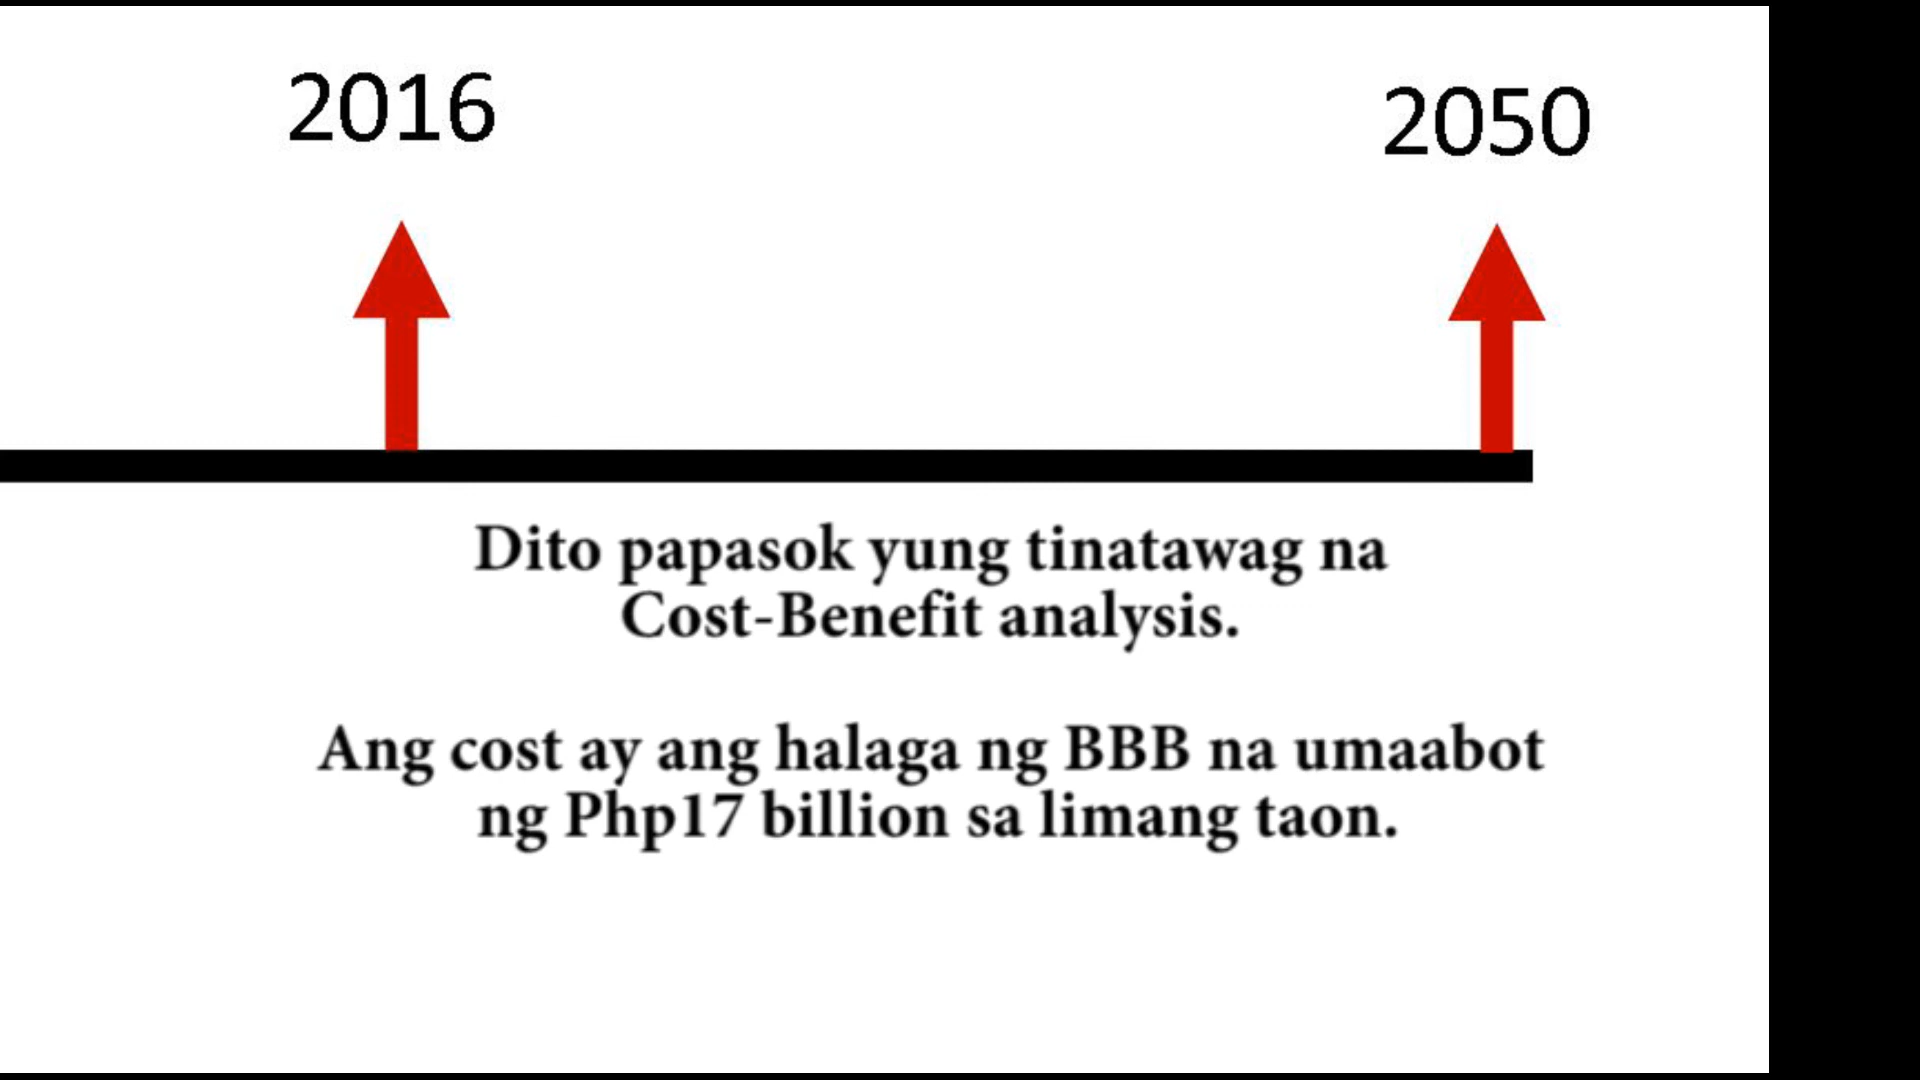 2016
2050
Dito papasok yung tinatawag na
Cost-Benefit analysis.
Ang cost ay ang halaga ng BBB na umaabot
ng Php17 billion sa limang taon.